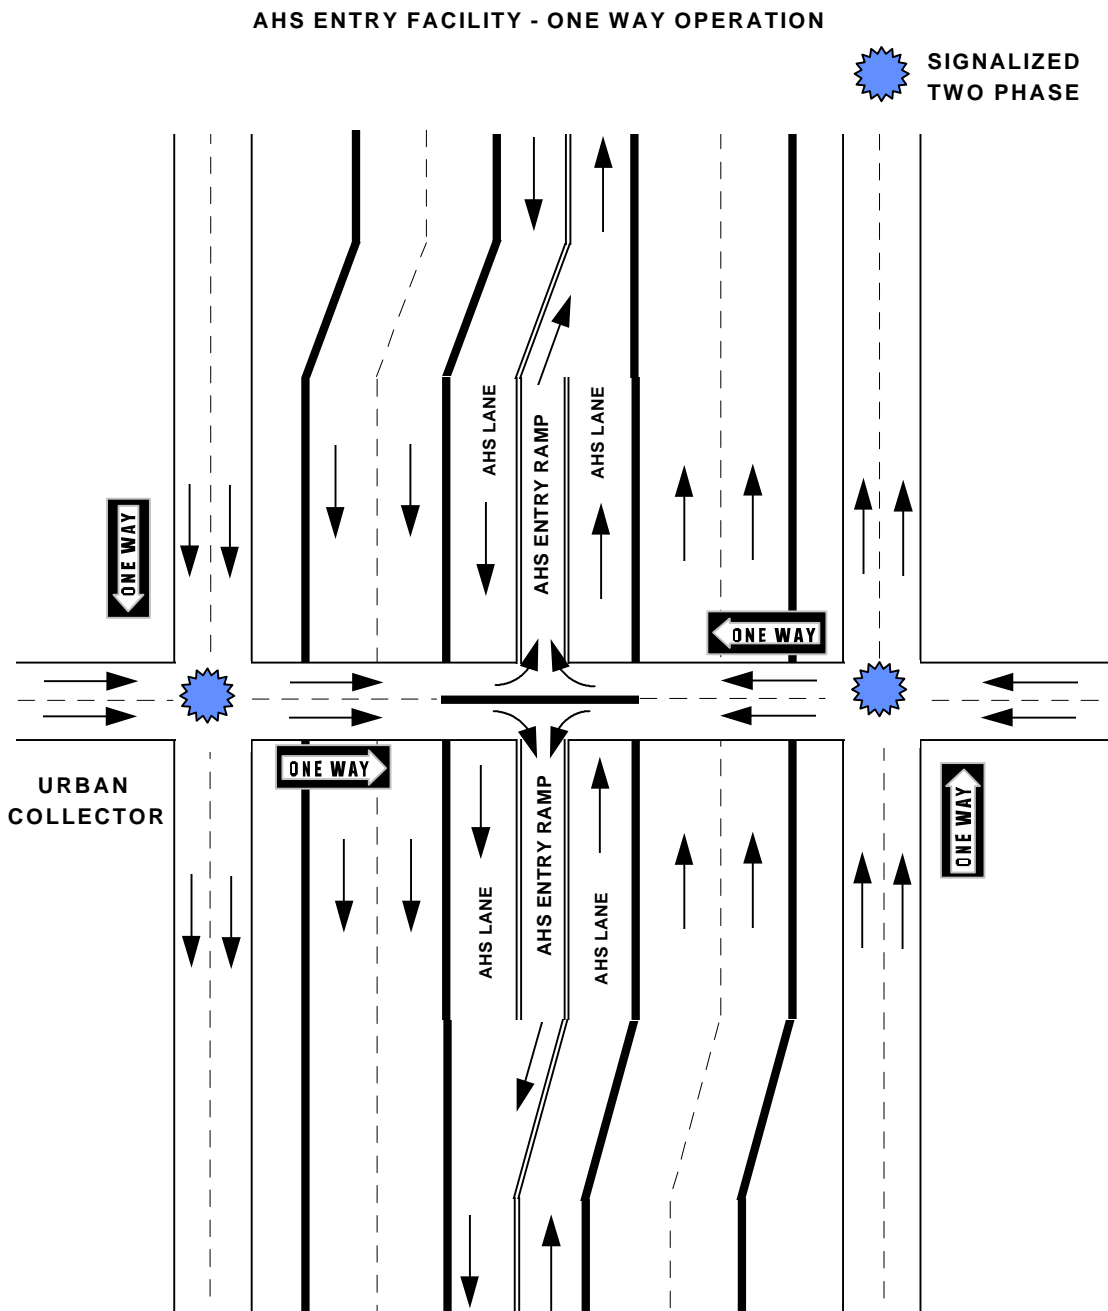 AHS ENTRY FACILITY - ONE WAY OPERATION
SIGNALIZED
TWO PHASE
AHS LANE
AHS ENTRY RAMP
AHS LANE
ONE WAY
ONE WAY
ONE WAY
URBAN
COLLECTOR
ONE WAY
AHS LANE
AHS ENTRY RAMP
AHS LANE